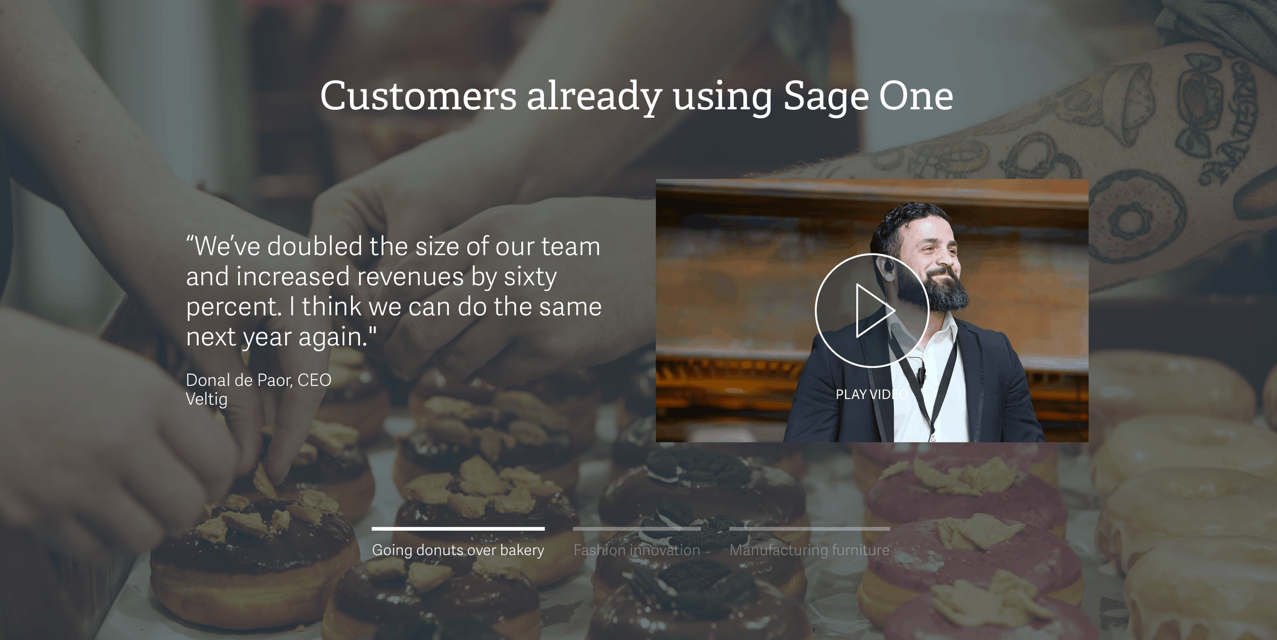 Customers already using Sage One
“We’ve doubled the size of our team
and increased revenues by sixty
percent. I think we can do the same
next year again."
Donal de Paor, CEO
Veltig
PLAY VIDEO
Going donuts over bakery
Fashion innovation
Manufacturing furniture